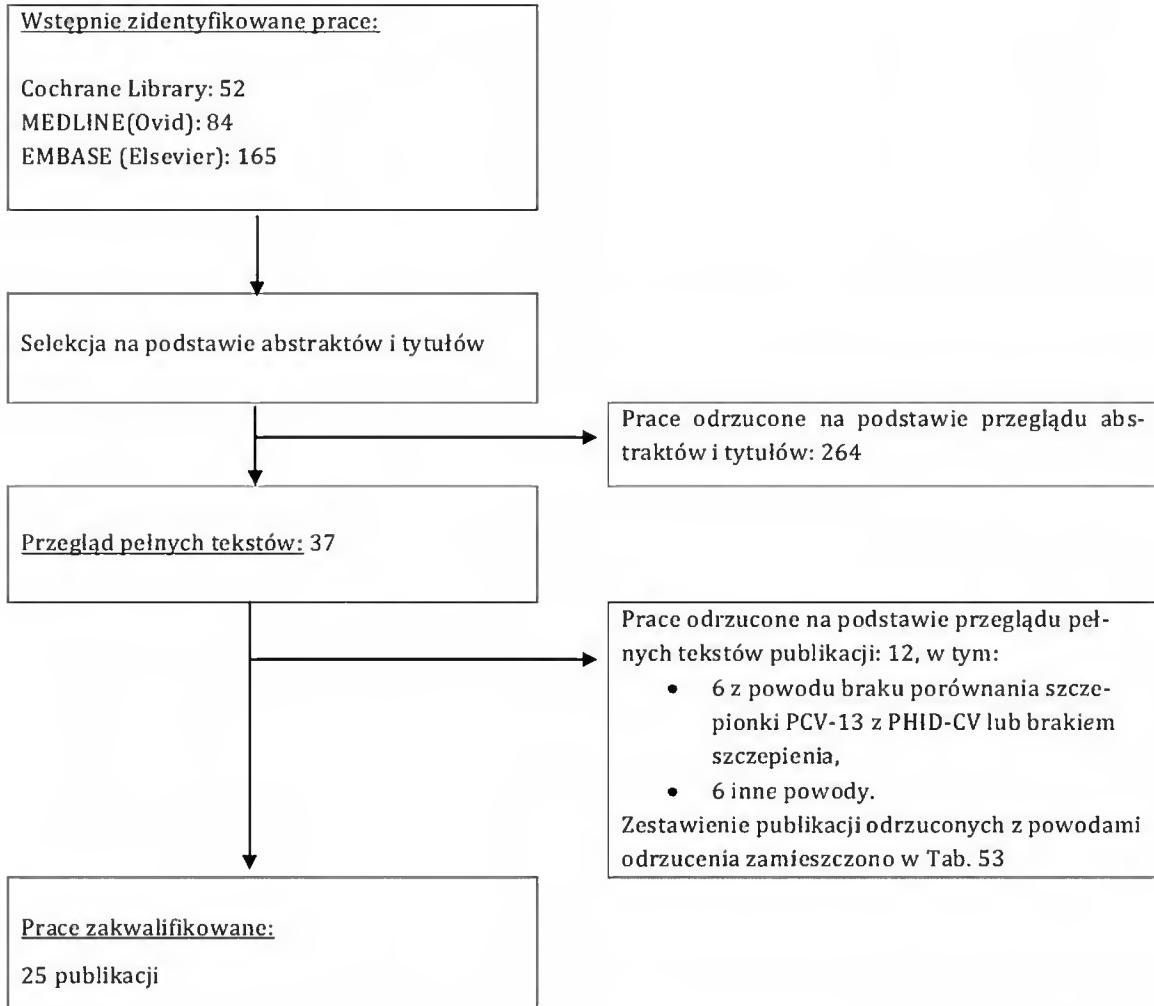 Wstępnie zidentyfikowane prace:
Cochrane Library: 52
MEDLINE(Ovid): 84
EMBASE (Elsevier): 165
Selekcja na podstawie abstraktów i tytułów
Prace odrzucone na podstawie przeglądu abs-
traktów i tytułów: 264
Przegląd pełnych tekstów: 37
Prace odrzucone na podstawie przeglądu peł-
nych tekstów publikacji: 12, w tym:
• 6 z powodu braku porównania szcze-
pionki PCV-13 z PHID-CV lub brakiem
szczepienia,
• 6 inne powody.
Zestawienie publikacji odrzuconych z powodami
odrzucenia zamieszczono w Tab. 53
Prace zakwalifikowane:
25 publikacji